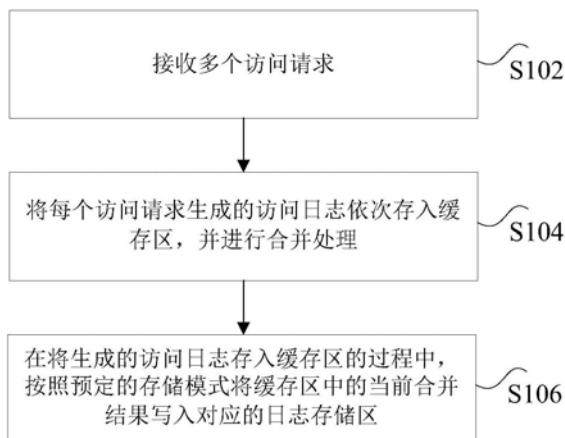 接收多个访问请求
S102
将每个访问请求生成的访问日志依次存入缓
存区，并进行合并处理
S104
在将生成的访问日志存入缓存区的过程中，
按照预定的存储模式将缓存区中的当前合并
结果写入对应的日志存储区
S106